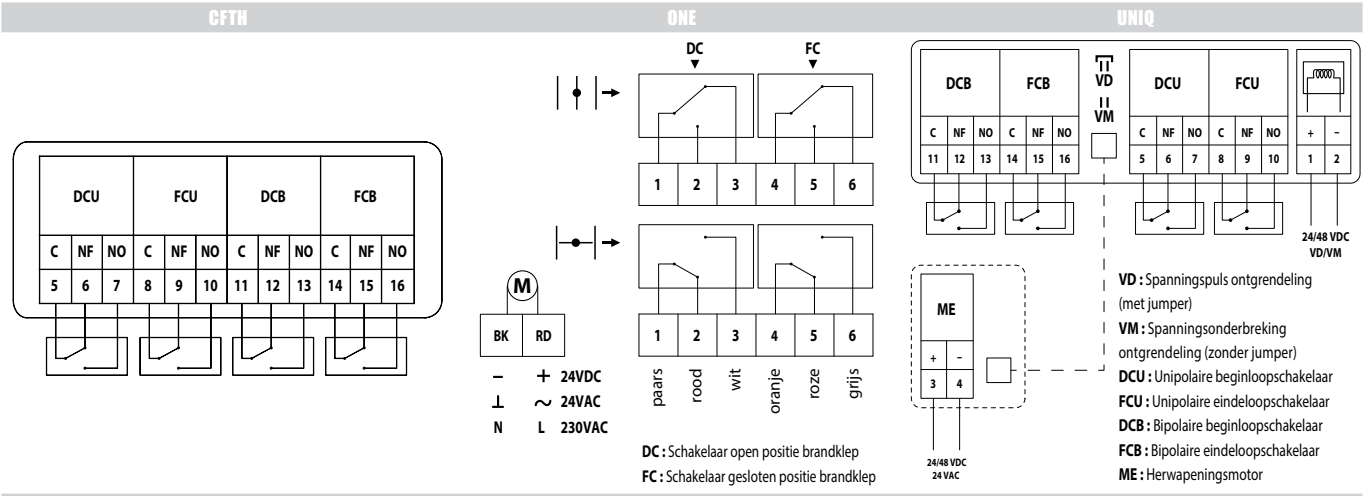 CFTH
ONE
UNIQ
DCU FCU DCB FCB
C NF NO C NF NO C NF NO C NF NO
5 6 7 8 9 10 11 12 13 14 15 16
DC FC
1 2 3 4 5 6
1 2 3 4 5 6
paars rood wit oranje roze grijs
M
BK RD
– + 24VDC
⊥ ~ 24VAC
N L 230VAC
DC : Schakelaar open positie brandklep
FC : Schakelaar gesloten positie brandklep
DCB FCB VD DCU FCU
VM
C NF NO C NF NO C NF NO C NF NO + –
11 12 13 14 15 16 5 6 7 8 9 10 1 2
24/48 VDC
VD/VM
ME
+ –
3 4
24/48 VDC
24 VAC
VD : Spanningspuls ontgrendeling
(met jumper)
VM : Spanningsonderbreking
ontgrendeling (zonder jumper)
DCU : Unipolaire beginloopschakelaar
FCU : Unipolaire eindeloopschakelaar
DCB : Bipolaire beginloopschakelaar
FCB : Bipolaire eindeloopschakelaar
ME : Herwapeningsmotor